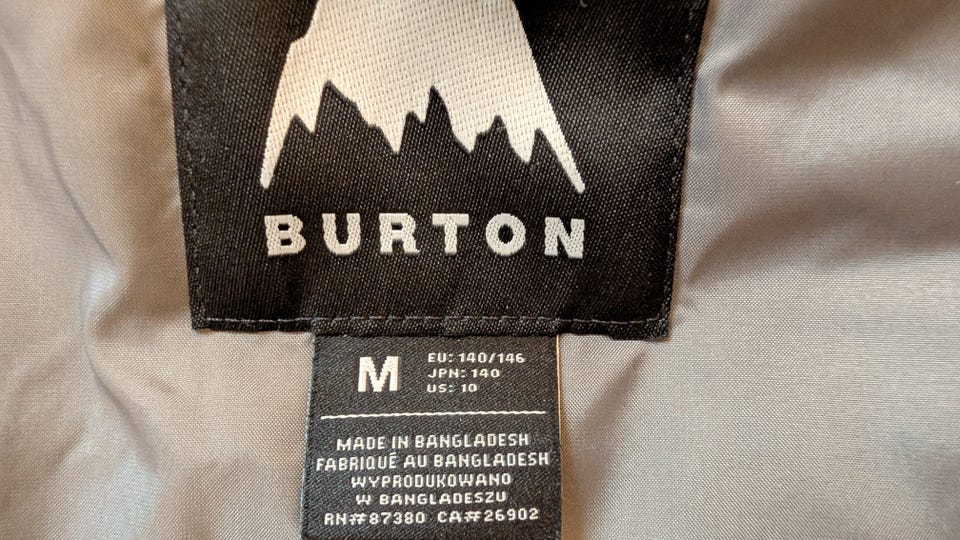 BURTON
M
EU: 140/146
JPN: 140
US: 10
MADE IN BANGLADESH
FABRIQUÉ AU BANGLADESH
WYPRODUKOWANO
W BANGLADESZU
RN#87380 CA#26902